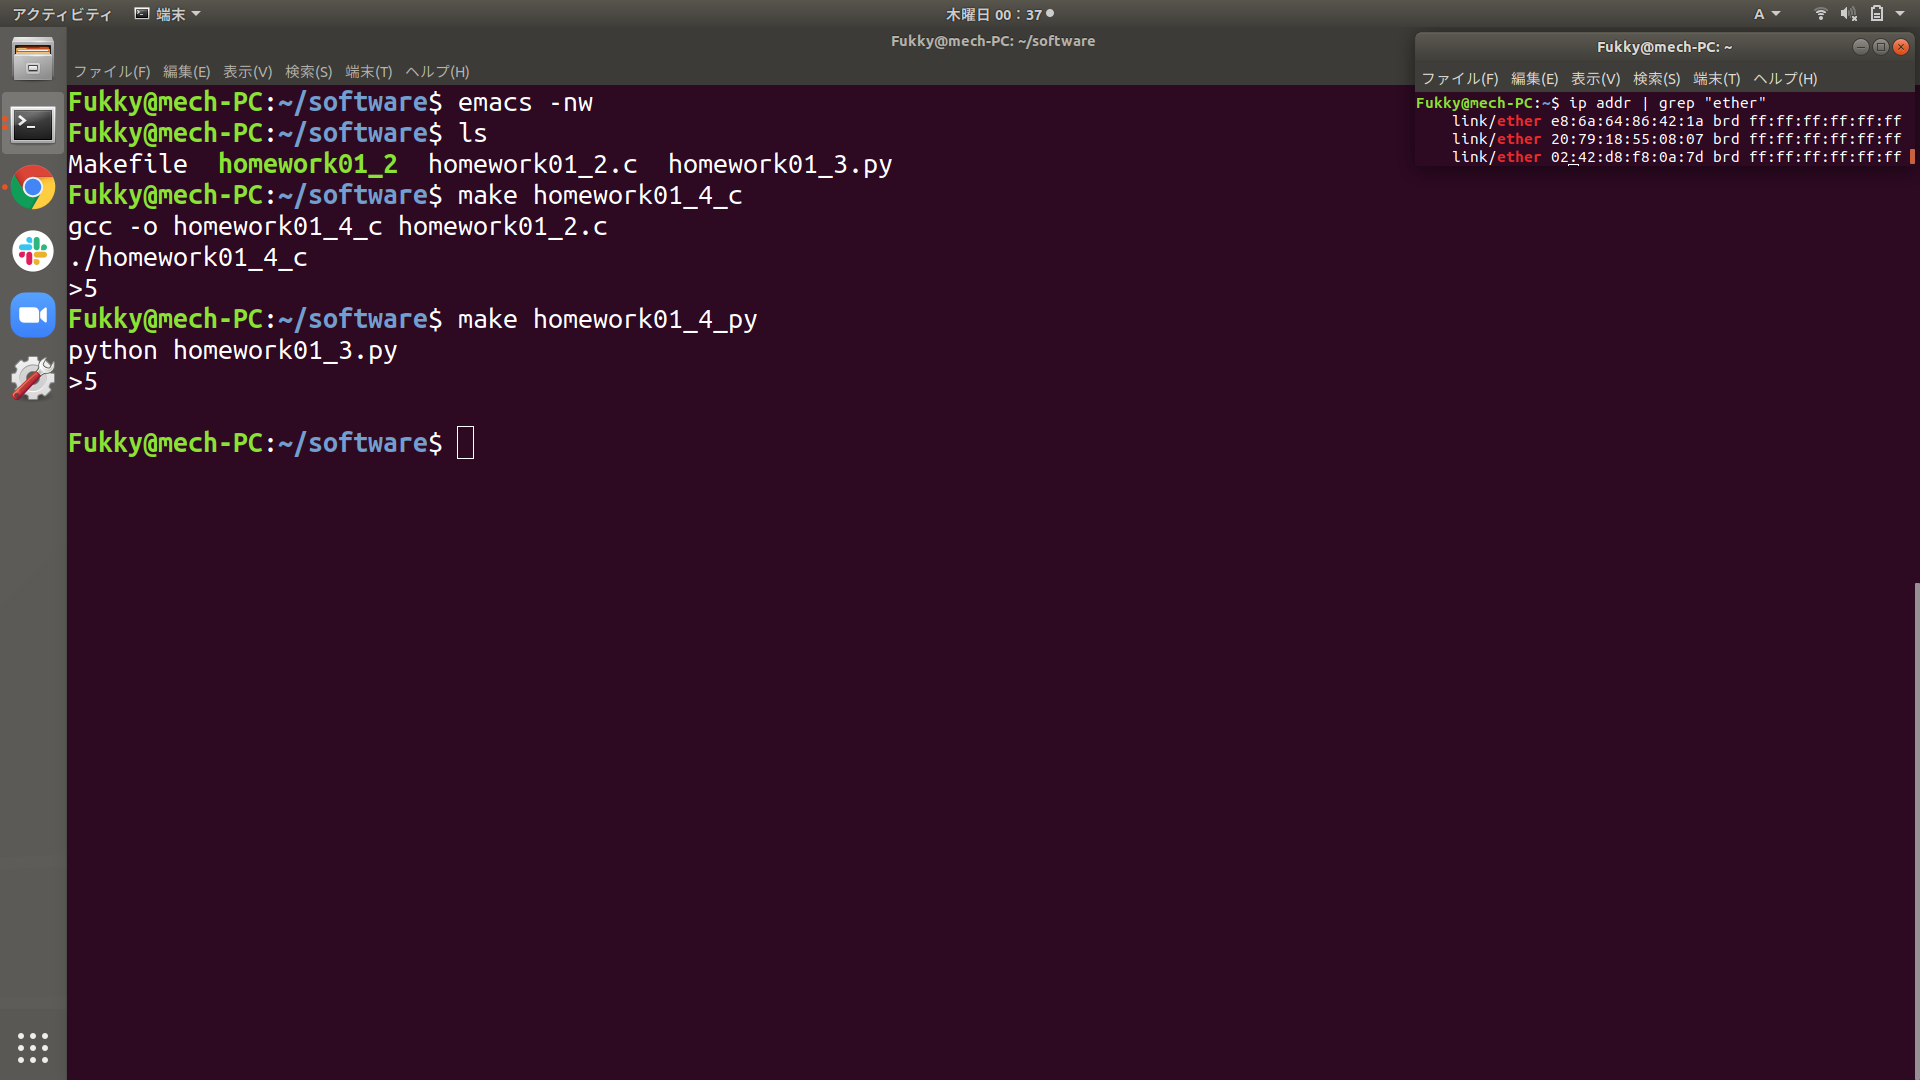 アクティビティ 端末 木曜日 00：37 A
Fukky@mech-PC: ~/software
ファイル(F) 編集(E) 表示(V) 検索(S) 端末(T) ヘルプ(H)
Fukky@mech-PC:~/software$ emacs -nw
Fukky@mech-PC:~/software$ ls
Makefile homework01_2 homework01_2.c homework01_3.py
Fukky@mech-PC:~/software$ make homework01_4_c
gcc -o homework01_4_c homework01_2.c
./homework01_4_c
>5
Fukky@mech-PC:~/software$ make homework01_4_py
python homework01_3.py
>5
Fukky@mech-PC:~/software$
Fukky@mech-PC: ~
ファイル(F) 編集(E) 表示(V) 検索(S) 端末(T) ヘルプ(H)
Fukky@mech-PC:~$ ip addr | grep "ether"
link/ether e8:6a:64:86:42:1a brd ff:ff:ff:ff:ff:ff
link/ether 20:79:18:55:08:07 brd ff:ff:ff:ff:ff:ff
link/ether 02:42:d8:f8:0a:7d brd ff:ff:ff:ff:ff:ff